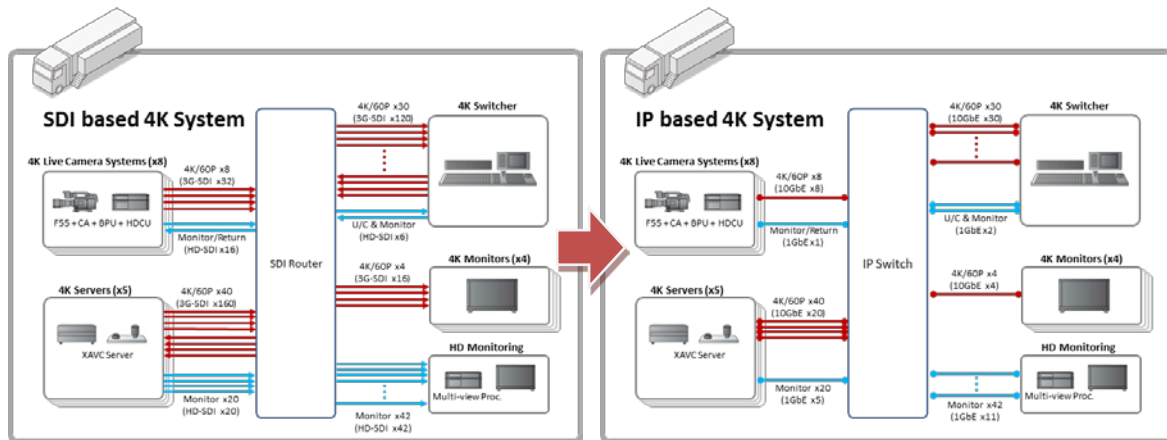 SDI based 4K System
4K Live Camera Systems (x8)
F55 + CA + BPU + HDCU
4K/60P x8
(3G-SDI x32)
Monitor/Return
(HD-SDI x16)
4K Servers (x5)
XAVC Server
4K/60P x40
(3G-SDI x160)
Monitor x20
(HD-SDI x20)
SDI Router
4K/60P x30
(3G-SDI x120)
4K Switcher
U/C & Monitor
(HD-SDI x6)
4K/60P x4
(3G-SDI x16)
4K Monitors (x4)
HD Monitoring
Multi-view Proc.
Monitor x42
(HD-SDI x42)
IP based 4K System
4K Live Camera Systems (x8)
F55 + CA + BPU + HDCU
4K/60P x8
(10GbE x8)
Monitor/Return
(1GbE x1)
4K Servers (x5)
XAVC Server
4K/60P x40
(10GbE x20)
Monitor x20
(1GbE x5)
IP Switch
4K/60P x30
(10GbE x30)
4K Switcher
U/C & Monitor
(1GbE x2)
4K/60P x4
(10GbE x4)
4K Monitors (x4)
HD Monitoring
Multi-view Proc.
Monitor x42
(1GbE x11)